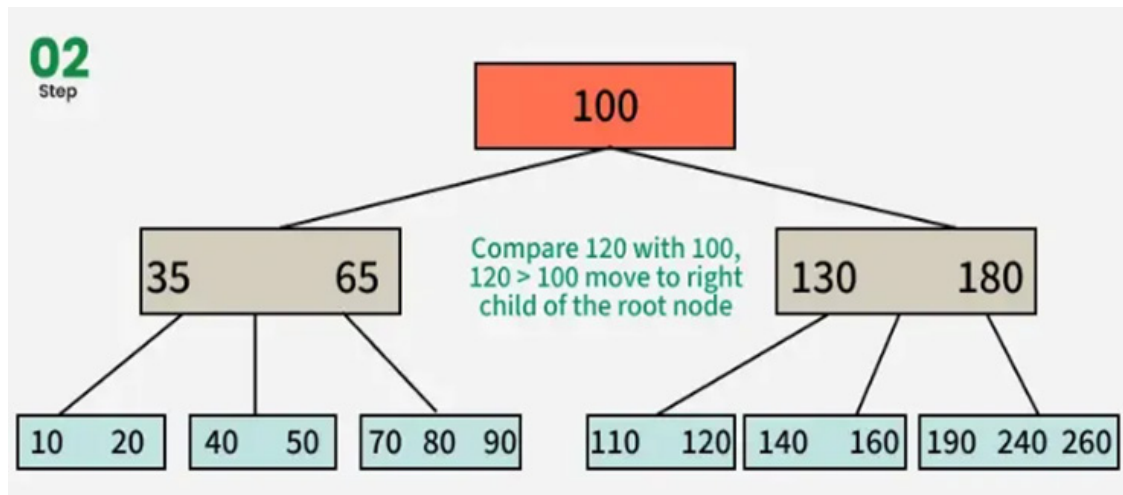 02
Step
100
35 65
Compare 120 with 100,
120 > 100 move to right
child of the root node
130 180
10 20
40 50
70 80 90
110 120
140 160
190 240 260